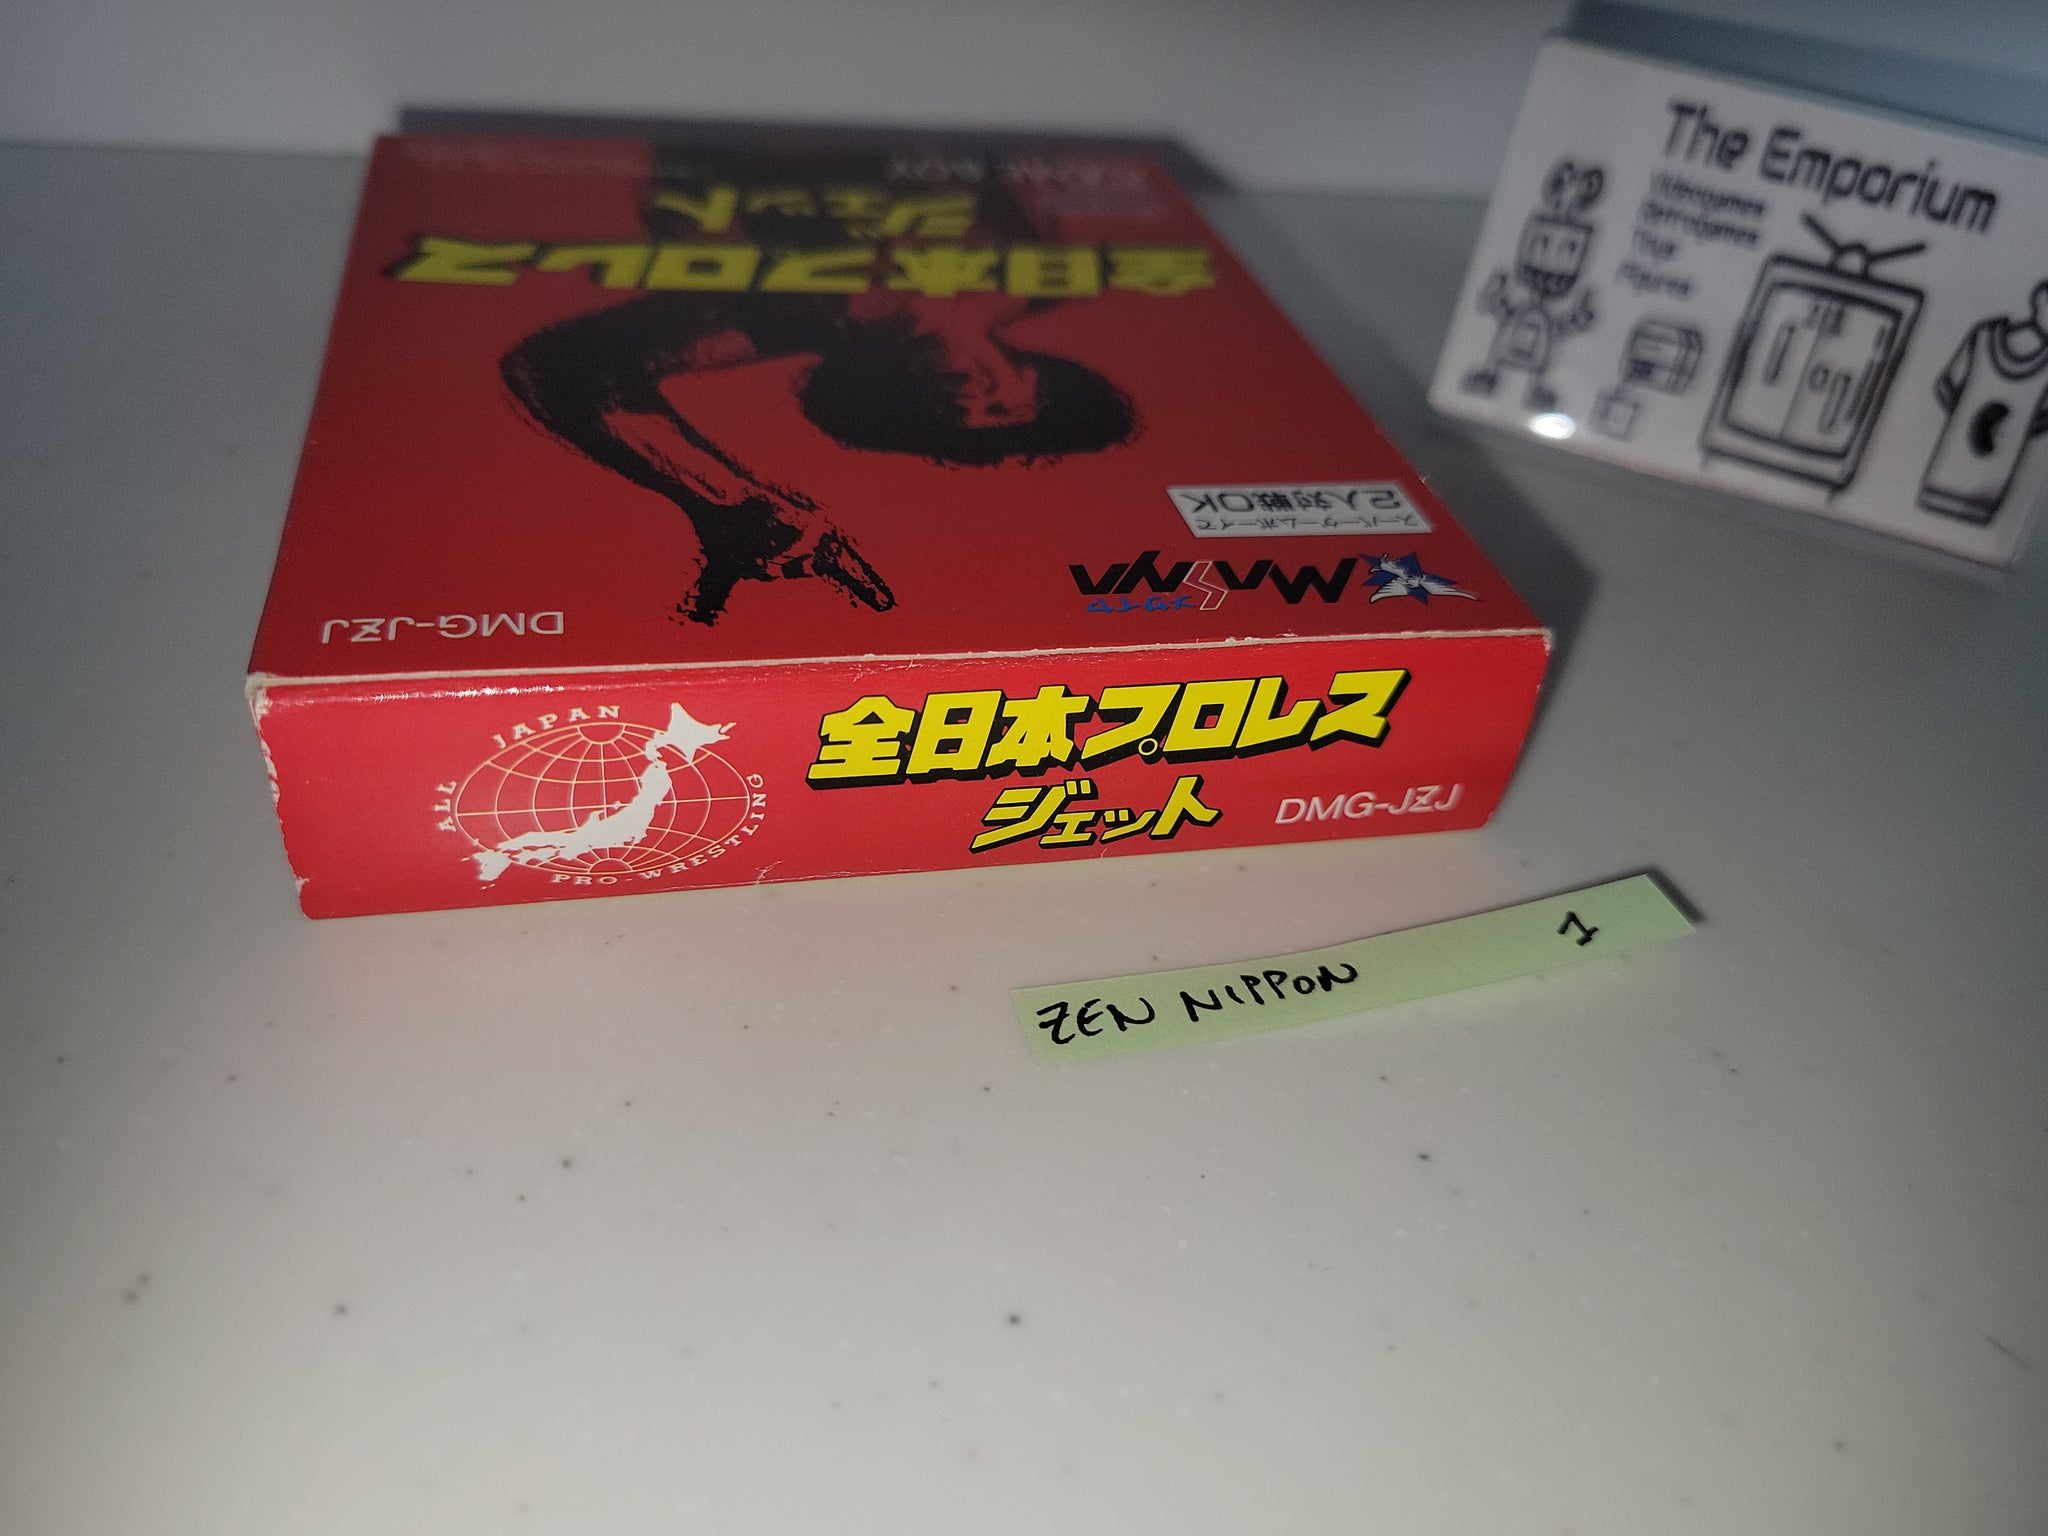 The Emporium
Videogames
Retrogames
Toys
Figures
GAME BOY
ジェット
全日本プロレス
スーパーゲームボーイで
2人対戦OK
メサイヤ
MASAYA
DMG-JZJ
ALL JAPAN
PRO-WRESTLING
全日本プロレス
ジェット
DMG-JZJ
ZEN NIPPON 1